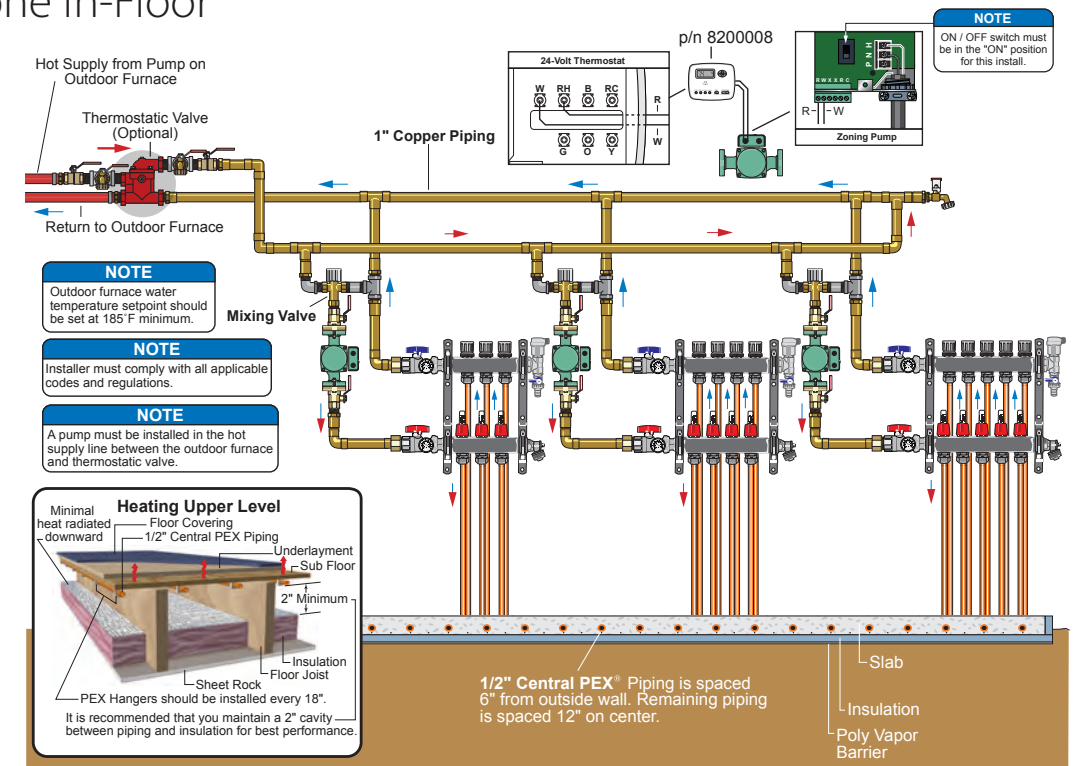 one In-Floor
Hot Supply from Pump on
Outdoor Furnace
Thermostatic Valve
(Optional)
1" Copper Piping
Return to Outdoor Furnace
24-Volt Thermostat
W RH B RC
G O Y
R
W
p/n 8200008
P N H
R W X X R C
R W
Zoning Pump
NOTE
ON / OFF switch must
be in the "ON" position
for this install.
NOTE
Outdoor furnace water
temperature setpoint should
be set at 185˚F minimum.
Mixing Valve
NOTE
Installer must comply with all applicable
codes and regulations.
NOTE
A pump must be installed in the hot
supply line between the outdoor furnace
and thermostatic valve.
Heating Upper Level
Minimal
heat radiated
downward
Floor Covering
1/2" Central PEX Piping
Underlayment
Sub Floor
2" Minimum
Insulation
Floor Joist
Sheet Rock
PEX Hangers should be installed every 18".
It is recommended that you maintain a 2" cavity
between piping and insulation for best performance.
1/2" Central PEX® Piping is spaced
6" from outside wall. Remaining piping
is spaced 12" on center.
Slab
Insulation
Poly Vapor
Barrier